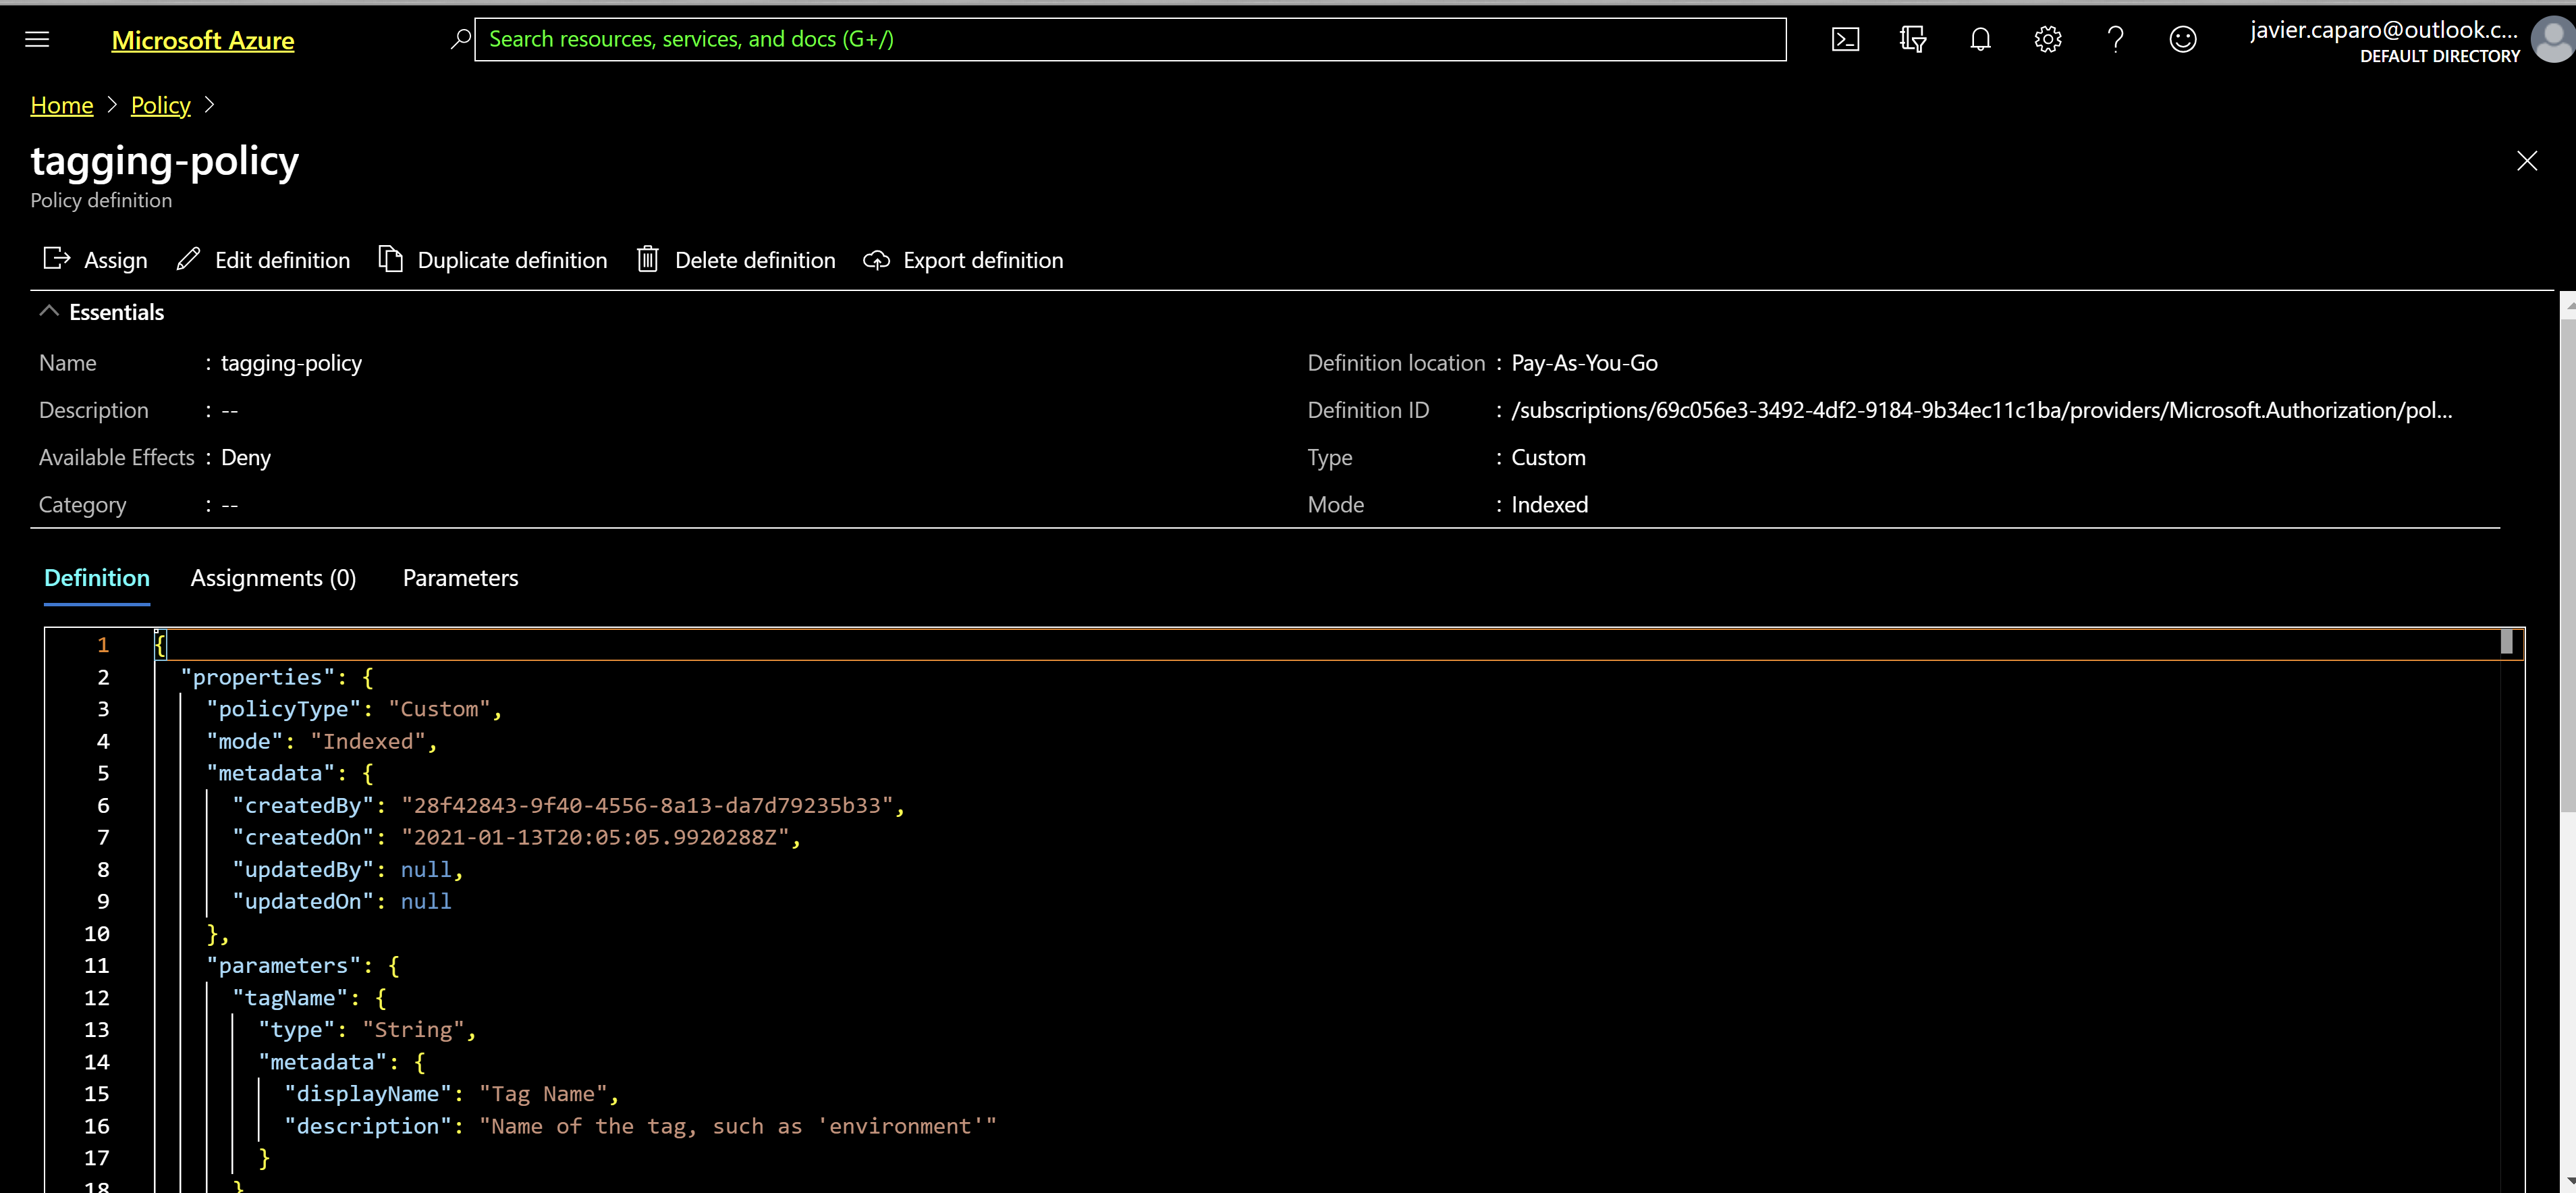 Microsoft Azure
Search resources, services, and docs (G+/)
javier.caparo@outlook.c...
DEFAULT DIRECTORY
Home > Policy >
tagging-policy
Policy definition
Assign Edit definition Duplicate definition Delete definition Export definition
Essentials
Name : tagging-policy
Definition location : Pay-As-You-Go
Description : --
Definition ID : /subscriptions/69c056e3-3492-4df2-9184-9b34ec11c1ba/providers/Microsoft.Authorization/pol...
Available Effects : Deny
Type : Custom
Category : --
Mode : Indexed
Definition Assignments (0) Parameters
1 {
2 "properties": {
3 "policyType": "Custom",
4 "mode": "Indexed",
5 "metadata": {
6 "createdBy": "28f42843-9f40-4556-8a13-da7d79235b33",
7 "createdOn": "2021-01-13T20:05:05.9920288Z",
8 "updatedBy": null,
9 "updatedOn": null
10 },
11 "parameters": {
12 "tagName": {
13 "type": "String",
14 "metadata": {
15 "displayName": "Tag Name",
16 "description": "Name of the tag, such as 'environment'"
17 }
18 }